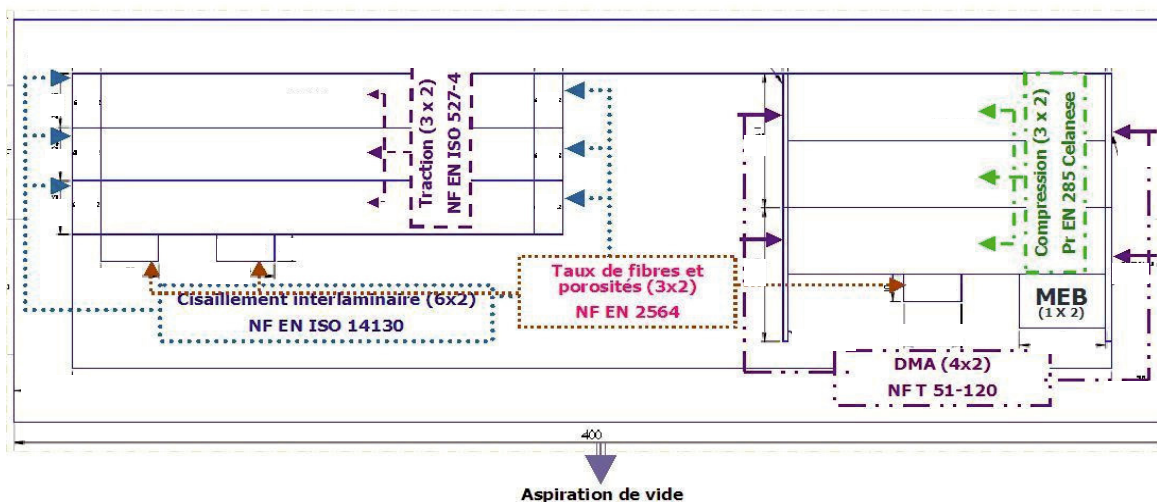 Traction (3 x 2)
NF EN ISO 527-4
Compression (3 x 2)
Pr EN 285 Celanese
Taux de fibres et
porosités (3x2)
NF EN 2564
Cisaillement interlaminaire (6x2)
NF EN ISO 14130
MEB
(1 X 2)
DMA (4x2)
NF T 51-120
400
Aspiration de vide